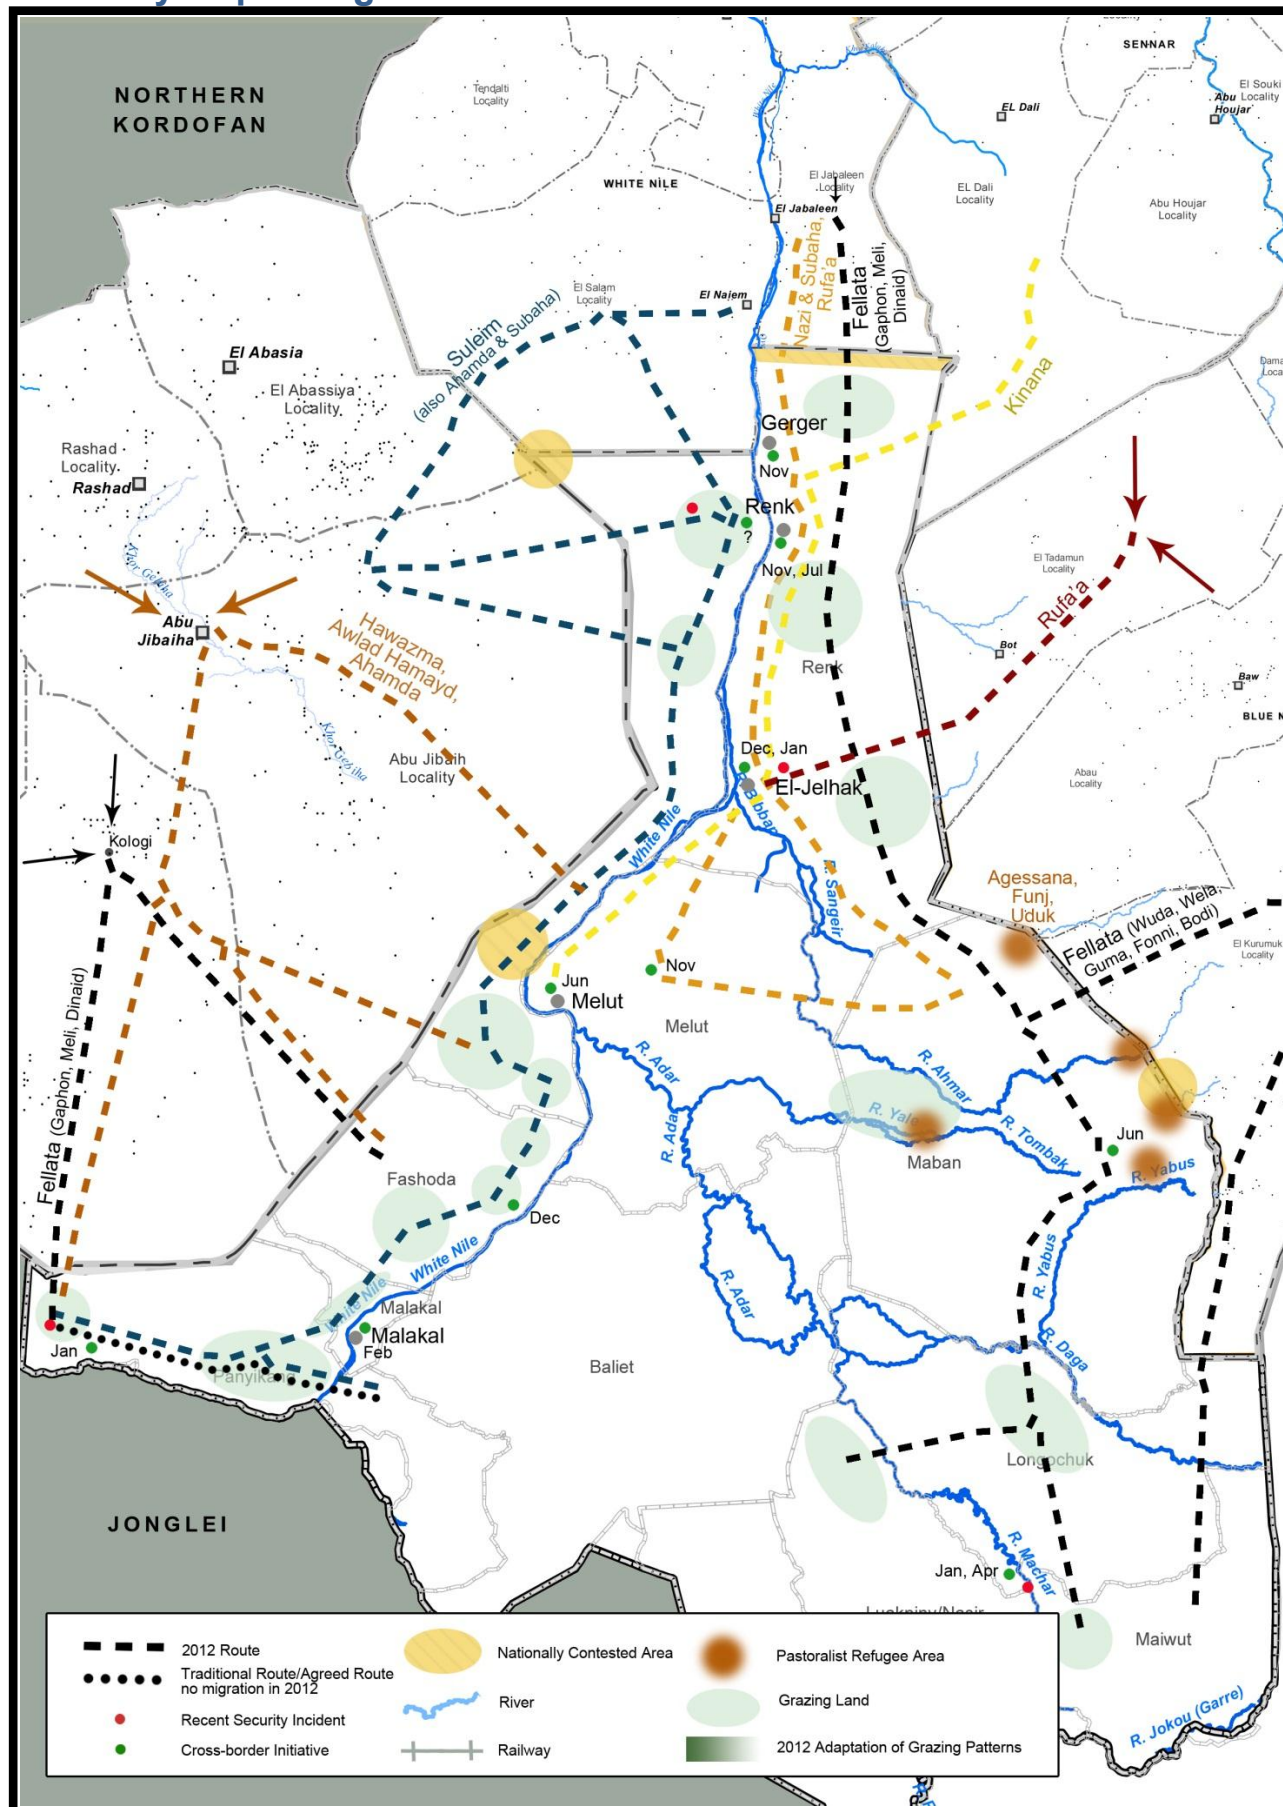 NORTHERN
KORDOFAN
Tendalti
Locality
WHITE NILE
White Nile
SENNAR
El Souki
Locality
Abu
Houjar
EL Dali
EL Dali
Locality
Abu Houjar
Locality
El Jabaleen
Locality
El Jabaleen
El Salam
Locality
El Naiem
Nazi & Subaha,
Rufa'a
Fellata
(Gaphon, Meli,
Dinaid)
Kinana
Suleim
(also Ahamda & Subaha)
El Abasia
El Abassiya
Locality
Rashad
Locality
Rashad
Gerger
Nov
Renk
?
Nov, Jul
Renk
El Tadamun
Locality
Rufa'a
Bot
Baw
Abau
Locality
Abu
Jibaiha
Hawazma,
Awlad Hamayd,
Ahamda
Abu Jibaih
Locality
Kologi
Dec, Jan
El-Jelhak
White Nile
R. Sangeir
Agessana,
Funj,
Uduk
Fellata (Wuda, Wela,
Guma, Fonni, Bodi)
El Kurumuk
Locality
Nov
Jun
Melut
Melut
R. Adar
R. Adar
R. Ahmar
R. Yale
R. Tombak
Maban
Jun
R. Yabus
R. Yabus
Fellata (Gaphon, Meli, Dinaid)
Fashoda
Dec
White Nile
White Nile
R. Adar
R. Daga
Malakal
Malakal
Feb
Jan
Panyikang
Baliet
Longochuk
JONGLEI
Jan, Apr
R. Machar
Maiwut
R. Jokou (Garre)
2012 Route
Traditional Route/Agreed Route
no migration in 2012
Recent Security Incident
Cross-border Initiative
Nationally Contested Area
River
Railway
Pastoralist Refugee Area
Grazing Land
2012 Adaptation of Grazing Patterns